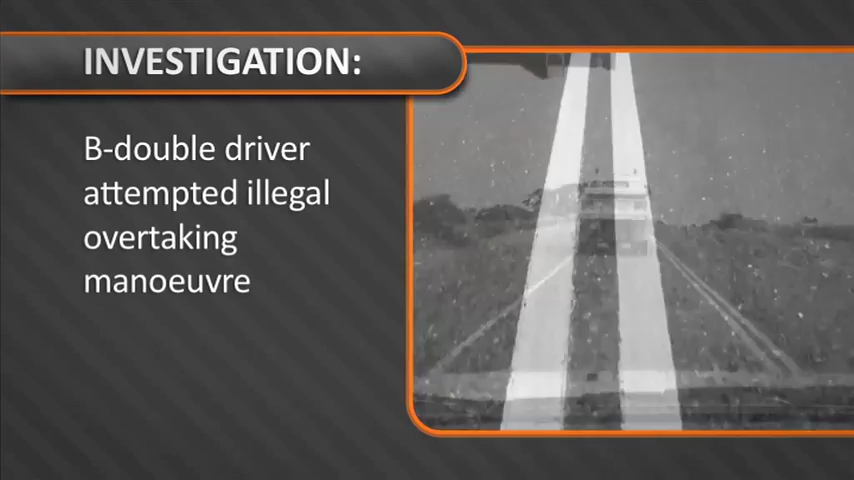 INVESTIGATION:
B-double driver
attempted illegal
overtaking
manoeuvre